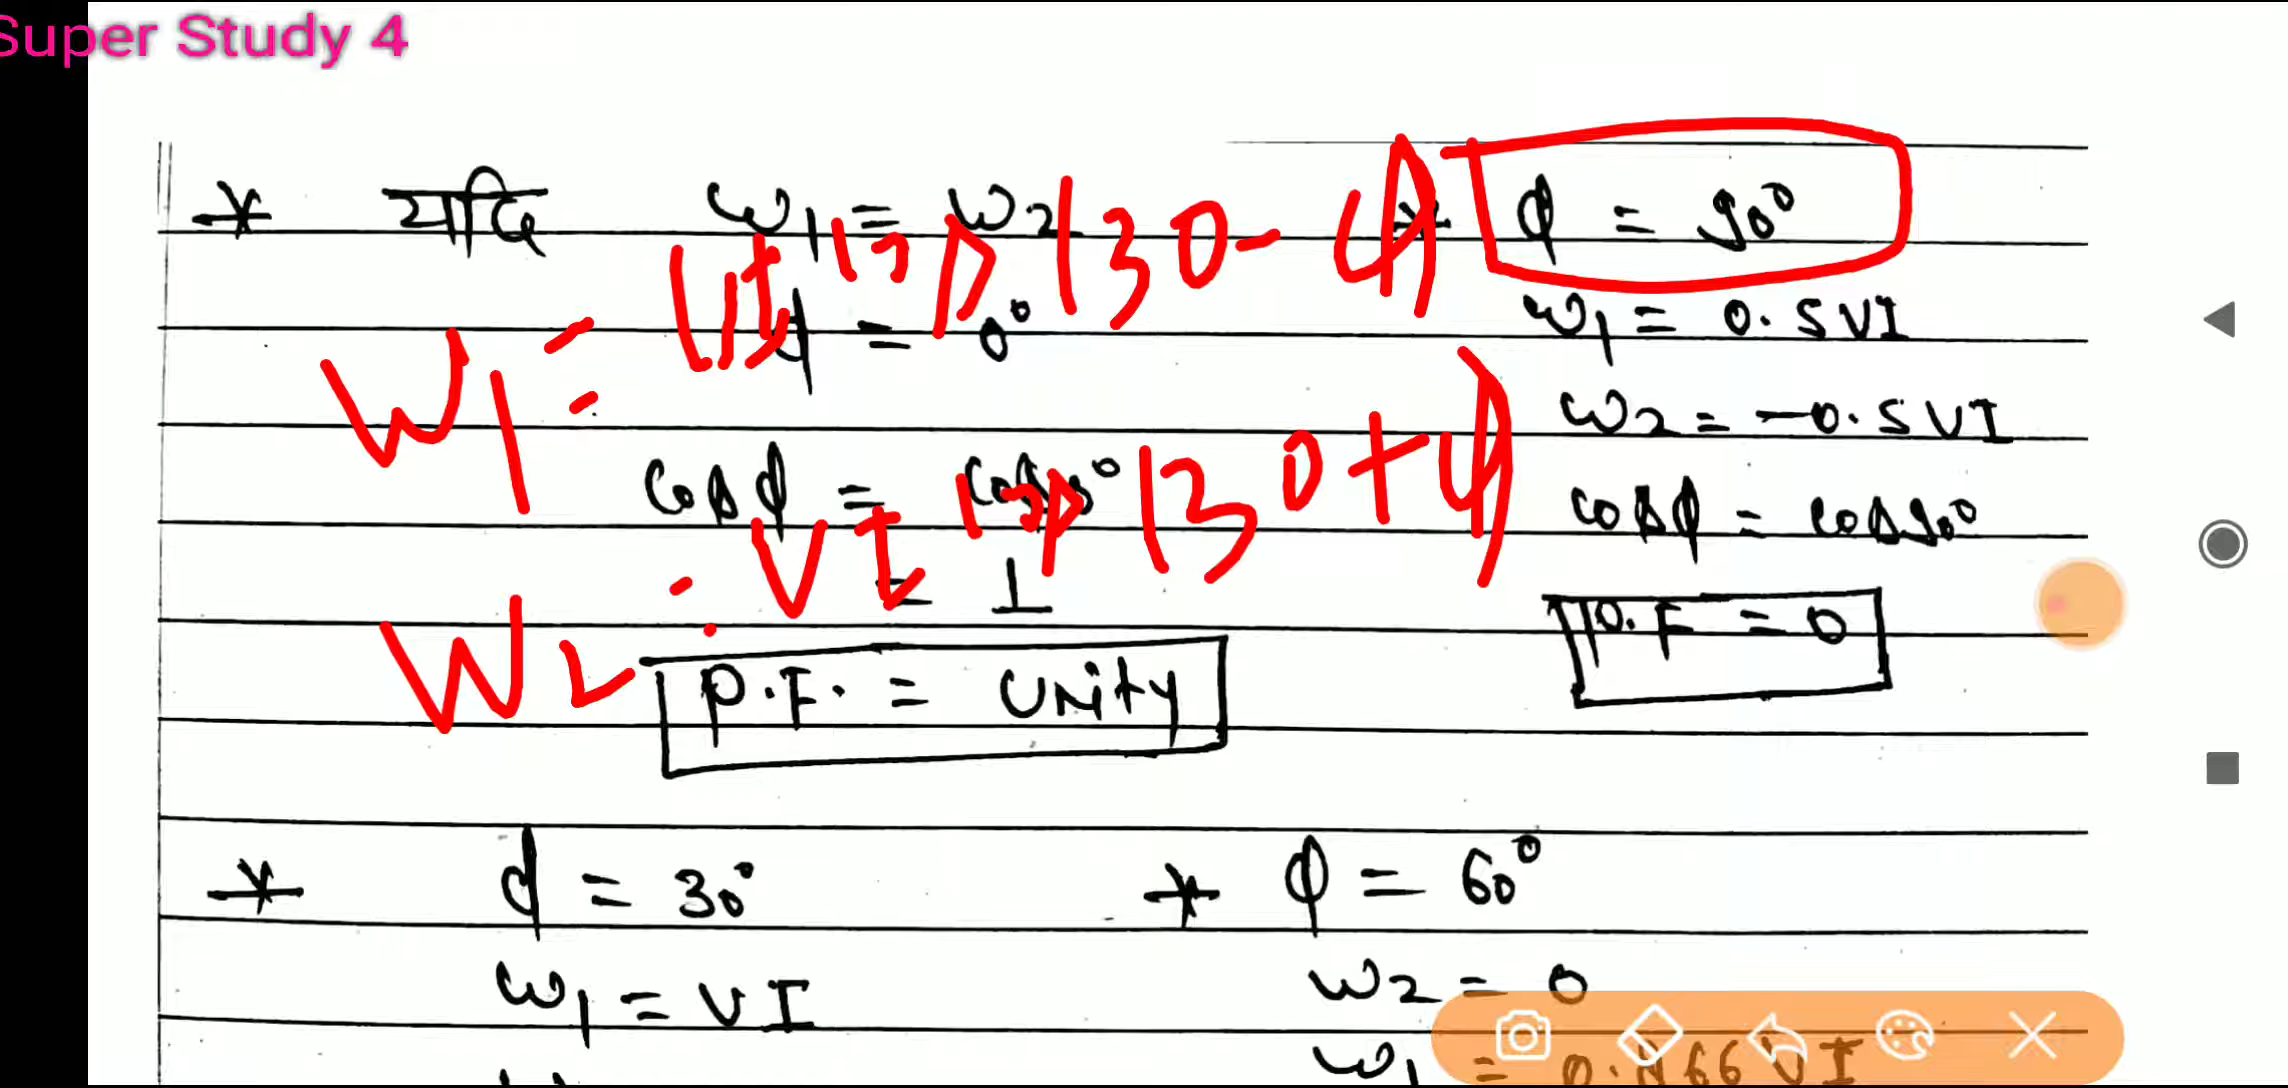 Super Study 4
* यदि W1 = W2
ϕ = 0°
cosϕ = cos0°
= 1
P.F. = Unity
* ϕ = 90°
W1 = 0.5VI
W2 = -0.5VI
cosϕ = cos90°
P.F = 0
W1 = VI cos(30-ϕ)
W2 = VI cos(30+ϕ)
* ϕ = 30°
W1 = VI
* ϕ = 60°
W2 = 0
W1 = 0.866VI